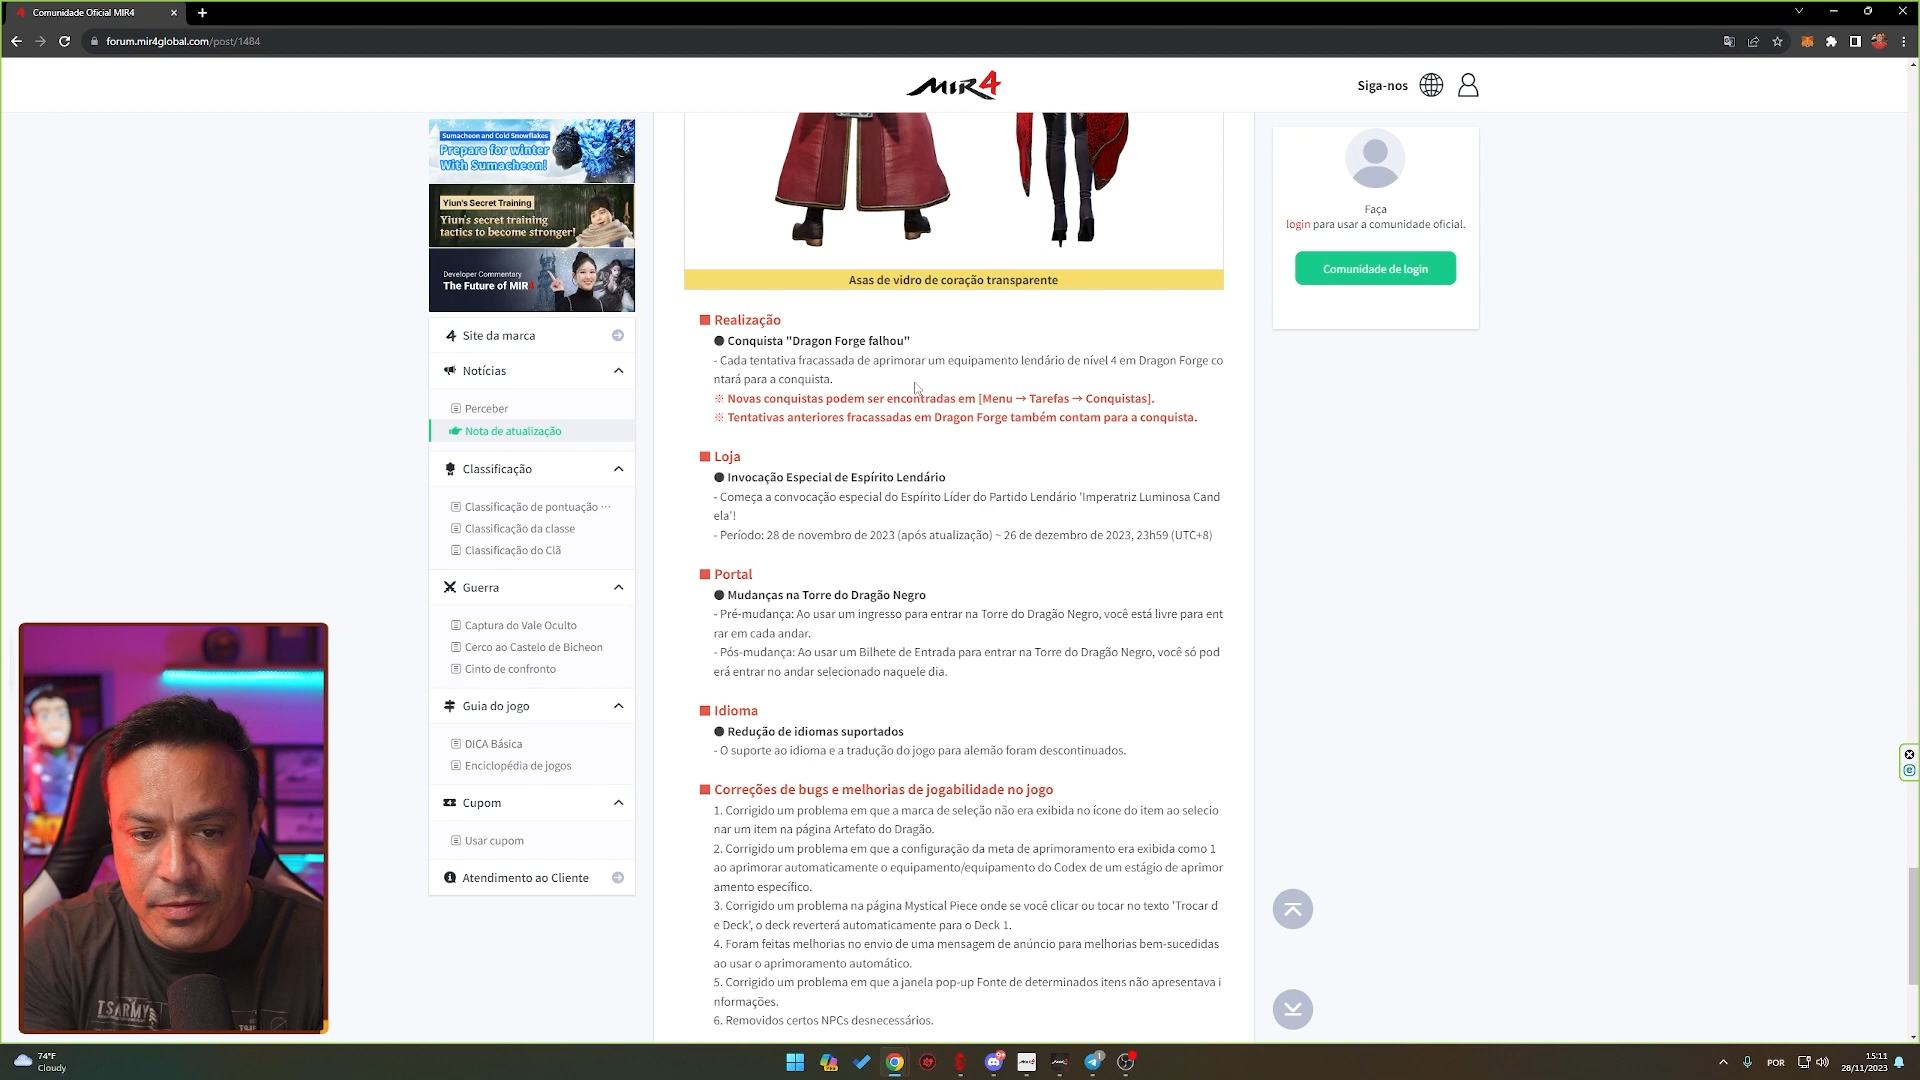 Comunidade Oficial MIR4
forum.mir4global.com/post/1484
MIR4
Siga-nos
Sumacheon and Cold Snowflakes
Prepare for winter
With Sumacheon!
Yiun's Secret Training
Yiun's secret training
tactics to become stronger!
Developer Commentary
The Future of MIR4
Site da marca
Notícias
Perceber
Nota de atualização
Classificação
Classificação de pontuação ···
Classificação da classe
Classificação do Clã
Guerra
Captura do Vale Oculto
Cerco ao Castelo de Bicheon
Cinto de confronto
Guia do jogo
DICA Básica
Enciclopédia de jogos
Cupom
Usar cupom
Atendimento ao Cliente
Asas de vidro de coração transparente
■ Realização
● Conquista "Dragon Forge falhou"
- Cada tentativa fracassada de aprimorar um equipamento lendário de nível 4 em Dragon Forge co
ntará para a conquista.
※ Novas conquistas podem ser encontradas em [Menu → Tarefas → Conquistas].
※ Tentativas anteriores fracassadas em Dragon Forge também contam para a conquista.
■ Loja
● Invocação Especial de Espírito Lendário
- Começa a convocação especial do Espírito Líder do Partido Lendário 'Imperatriz Luminosa Cand
ela'!
- Período: 28 de novembro de 2023 (após atualização) ~ 26 de dezembro de 2023, 23h59 (UTC+8)
■ Portal
● Mudanças na Torre do Dragão Negro
- Pré-mudança: Ao usar um ingresso para entrar na Torre do Dragão Negro, você está livre para ent
rar em cada andar.
- Pós-mudança: Ao usar um Bilhete de Entrada para entrar na Torre do Dragão Negro, você só pod
erá entrar no andar selecionado naquele dia.
■ Idioma
● Redução de idiomas suportados
- O suporte ao idioma e a tradução do jogo para alemão foram descontinuados.
■ Correções de bugs e melhorias de jogabilidade no jogo
1. Corrigido um problema em que a marca de seleção não era exibida no ícone do item ao selecio
nar um item na página Artefato do Dragão.
2. Corrigido um problema em que a configuração da meta de aprimoramento era exibida como 1
ao aprimorar automaticamente o equipamento/equipamento do Codex de um estágio de aprimor
amento específico.
3. Corrigido um problema na página Mystical Piece onde se você clicar ou tocar no texto 'Trocar d
e Deck', o deck reverterá automaticamente para o Deck 1.
4. Foram feitas melhorias no envio de uma mensagem de anúncio para melhorias bem-sucedidas
ao usar o aprimoramento automático.
5. Corrigido um problema em que a janela pop-up Fonte de determinados itens não apresentava i
nformações.
6. Removidos certos NPCs desnecessários.
Faça
login para usar a comunidade oficial.
Comunidade de login
TSARMY
74°F
Cloudy
POR
15:11
28/11/2023